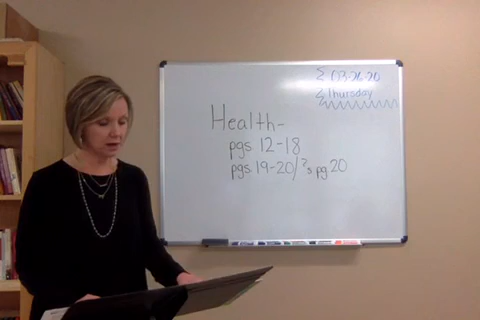 03-26-20
Thursday
Health-
pgs. 12-18
pgs. 19-20/?s pg. 20